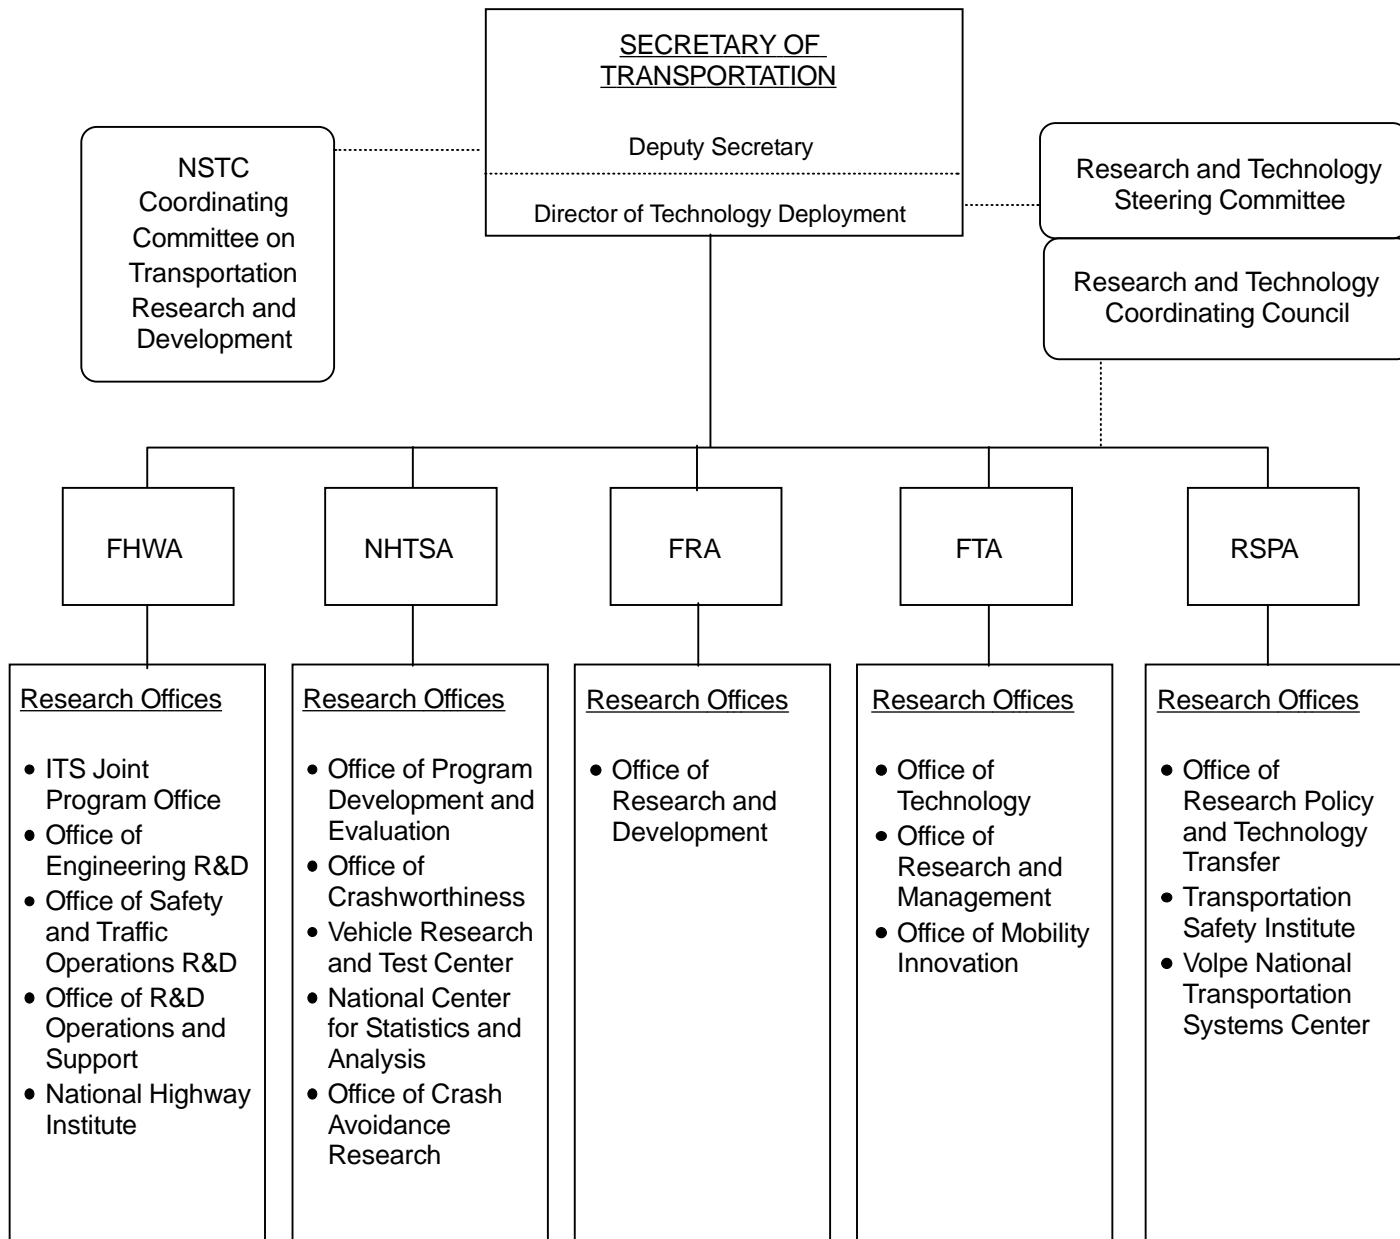 SECRETARY OF
TRANSPORTATION
Deputy Secretary
Director of Technology Deployment
NSTC
Coordinating
Committee on
Transportation
Research and
Development
Research and Technology
Steering Committee
Research and Technology
Coordinating Council
FHWA
NHTSA
FRA
FTA
RSPA
Research Offices
• ITS Joint
Program Office
• Office of
Engineering R&D
• Office of Safety
and Traffic
Operations R&D
• Office of R&D
Operations and
Support
• National Highway
Institute
Research Offices
• Office of Program
Development and
Evaluation
• Office of
Crashworthiness
• Vehicle Research
and Test Center
• National Center
for Statistics and
Analysis
• Office of Crash
Avoidance
Research
Research Offices
• Office of
Research and
Development
Research Offices
• Office of
Technology
• Office of
Research and
Management
• Office of Mobility
Innovation
Research Offices
• Office of
Research Policy
and Technology
Transfer
• Transportation
Safety Institute
• Volpe National
Transportation
Systems Center